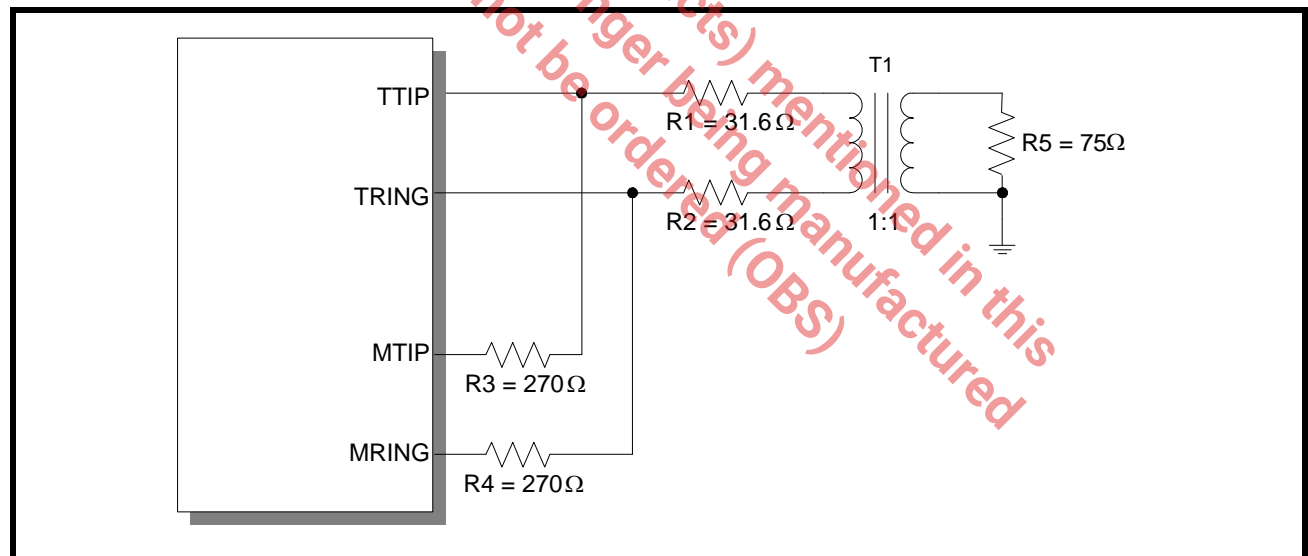 TTIP
TRING
MTIP
MRING
R1 = 31.6Ω
R2 = 31.6Ω
R3 = 270Ω
R4 = 270Ω
T1
1:1
R5 = 75Ω
cts) mentioned in this
nger being manufactured
not be ordered (OBS)